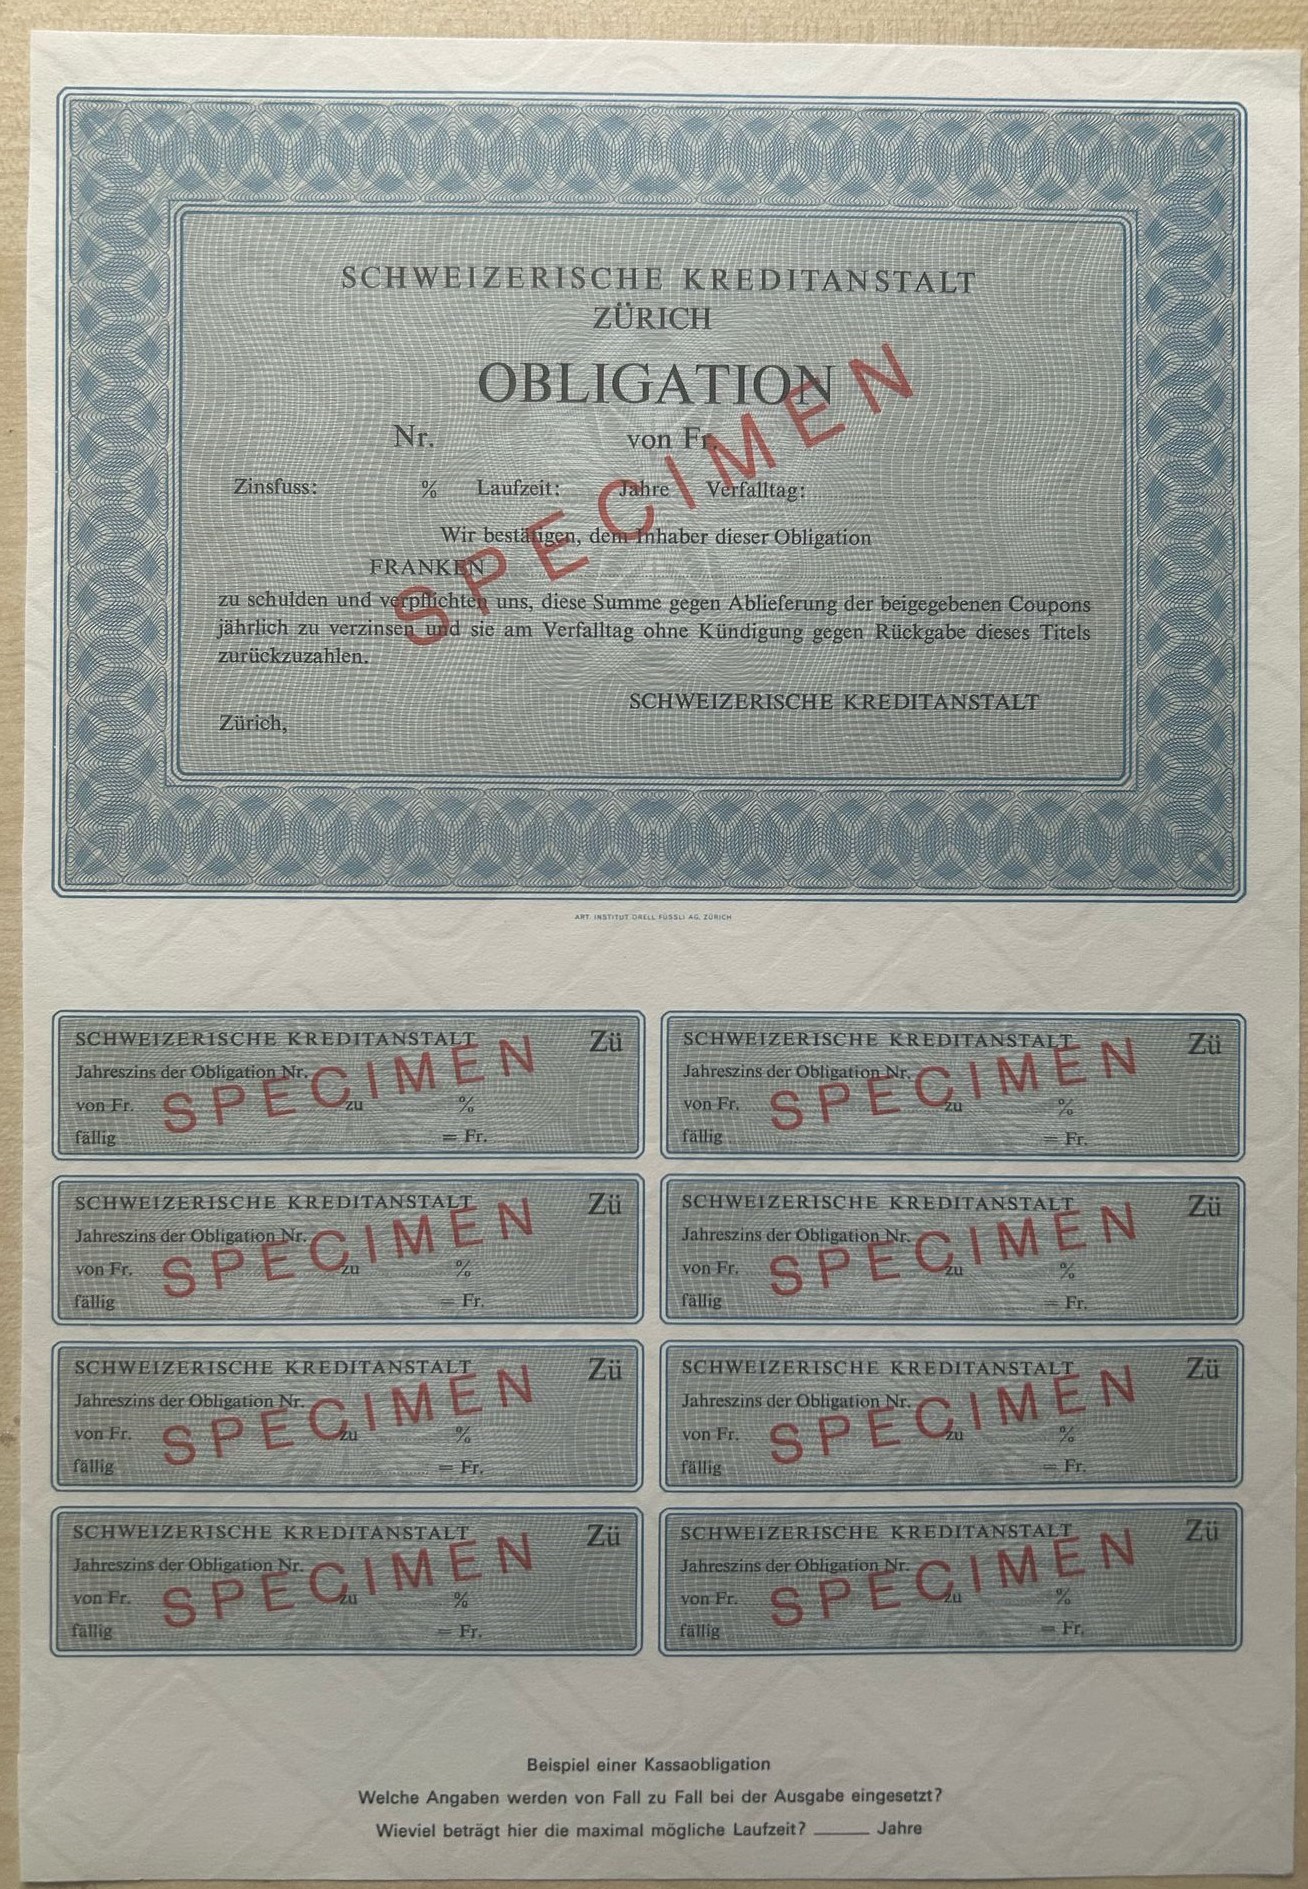 SCHWEIZERISCHE KREDITANSTALT
ZÜRICH
OBLIGATION
Nr. von Fr.
Zinsfuss: % Laufzeit: Jahre Verfalltag:
Wir bestätigen, dem Inhaber dieser Obligation
FRANKEN
zu schulden und verpflichten uns, diese Summe gegen Ablieferung der beigegebenen Coupons
jährlich zu verzinsen und sie am Verfalltag ohne Kündigung gegen Rückgabe dieses Titels
zurückzuzahlen.
SCHWEIZERISCHE KREDITANSTALT
Zürich,
SPECIMEN
ART. INSTITUT ORELL FÜSSLI AG, ZÜRICH
SCHWEIZERISCHE KREDITANSTALT Zü
Jahreszins der Obligation Nr.
von Fr. zu %
fällig = Fr.
SPECIMEN
SCHWEIZERISCHE KREDITANSTALT Zü
Jahreszins der Obligation Nr.
von Fr. zu %
fällig = Fr.
SPECIMEN
SCHWEIZERISCHE KREDITANSTALT Zü
Jahreszins der Obligation Nr.
von Fr. zu %
fällig = Fr.
SPECIMEN
SCHWEIZERISCHE KREDITANSTALT Zü
Jahreszins der Obligation Nr.
von Fr. zu %
fällig = Fr.
SPECIMEN
SCHWEIZERISCHE KREDITANSTALT Zü
Jahreszins der Obligation Nr.
von Fr. zu %
fällig = Fr.
SPECIMEN
SCHWEIZERISCHE KREDITANSTALT Zü
Jahreszins der Obligation Nr.
von Fr. zu %
fällig = Fr.
SPECIMEN
SCHWEIZERISCHE KREDITANSTALT Zü
Jahreszins der Obligation Nr.
von Fr. zu %
fällig = Fr.
SPECIMEN
SCHWEIZERISCHE KREDITANSTALT Zü
Jahreszins der Obligation Nr.
von Fr. zu %
fällig = Fr.
SPECIMEN
Beispiel einer Kassaobligation
Welche Angaben werden von Fall zu Fall bei der Ausgabe eingesetzt?
Wieviel beträgt hier die maximal mögliche Laufzeit? ______ Jahre